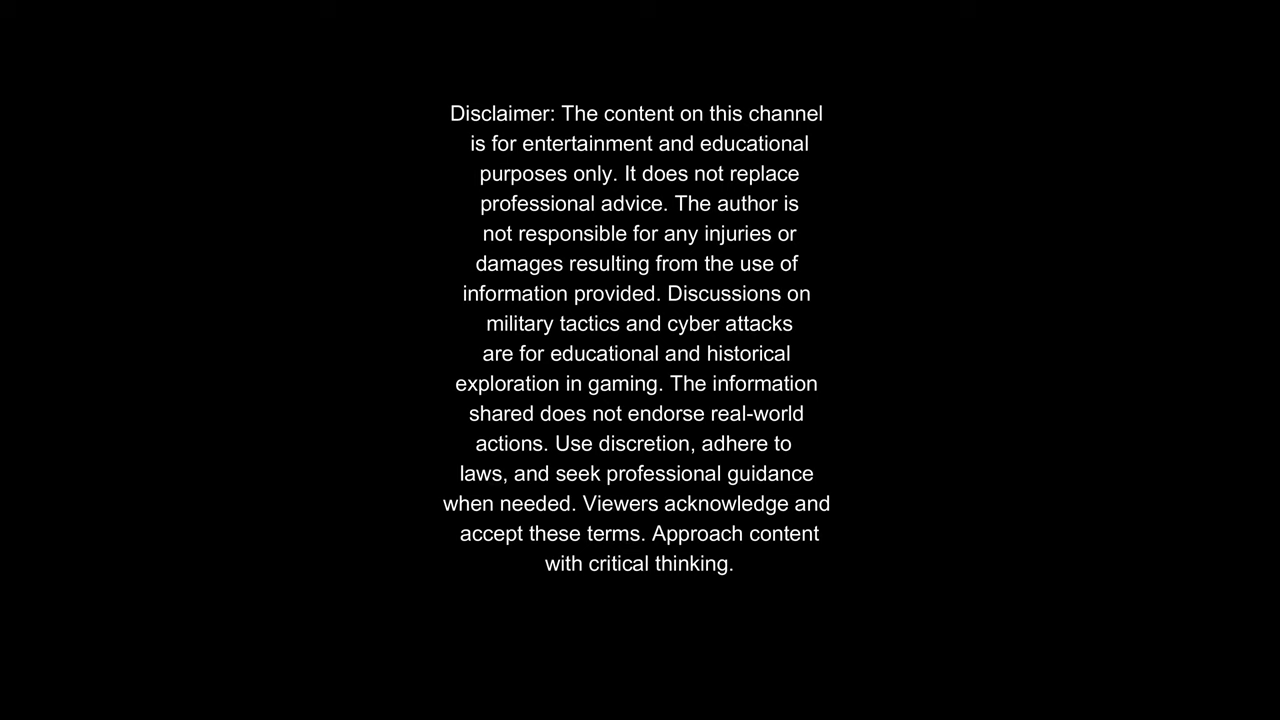 Disclaimer: The content on this channel
is for entertainment and educational
purposes only. It does not replace
professional advice. The author is
not responsible for any injuries or
damages resulting from the use of
information provided. Discussions on
military tactics and cyber attacks
are for educational and historical
exploration in gaming. The information
shared does not endorse real-world
actions. Use discretion, adhere to
laws, and seek professional guidance
when needed. Viewers acknowledge and
accept these terms. Approach content
with critical thinking.